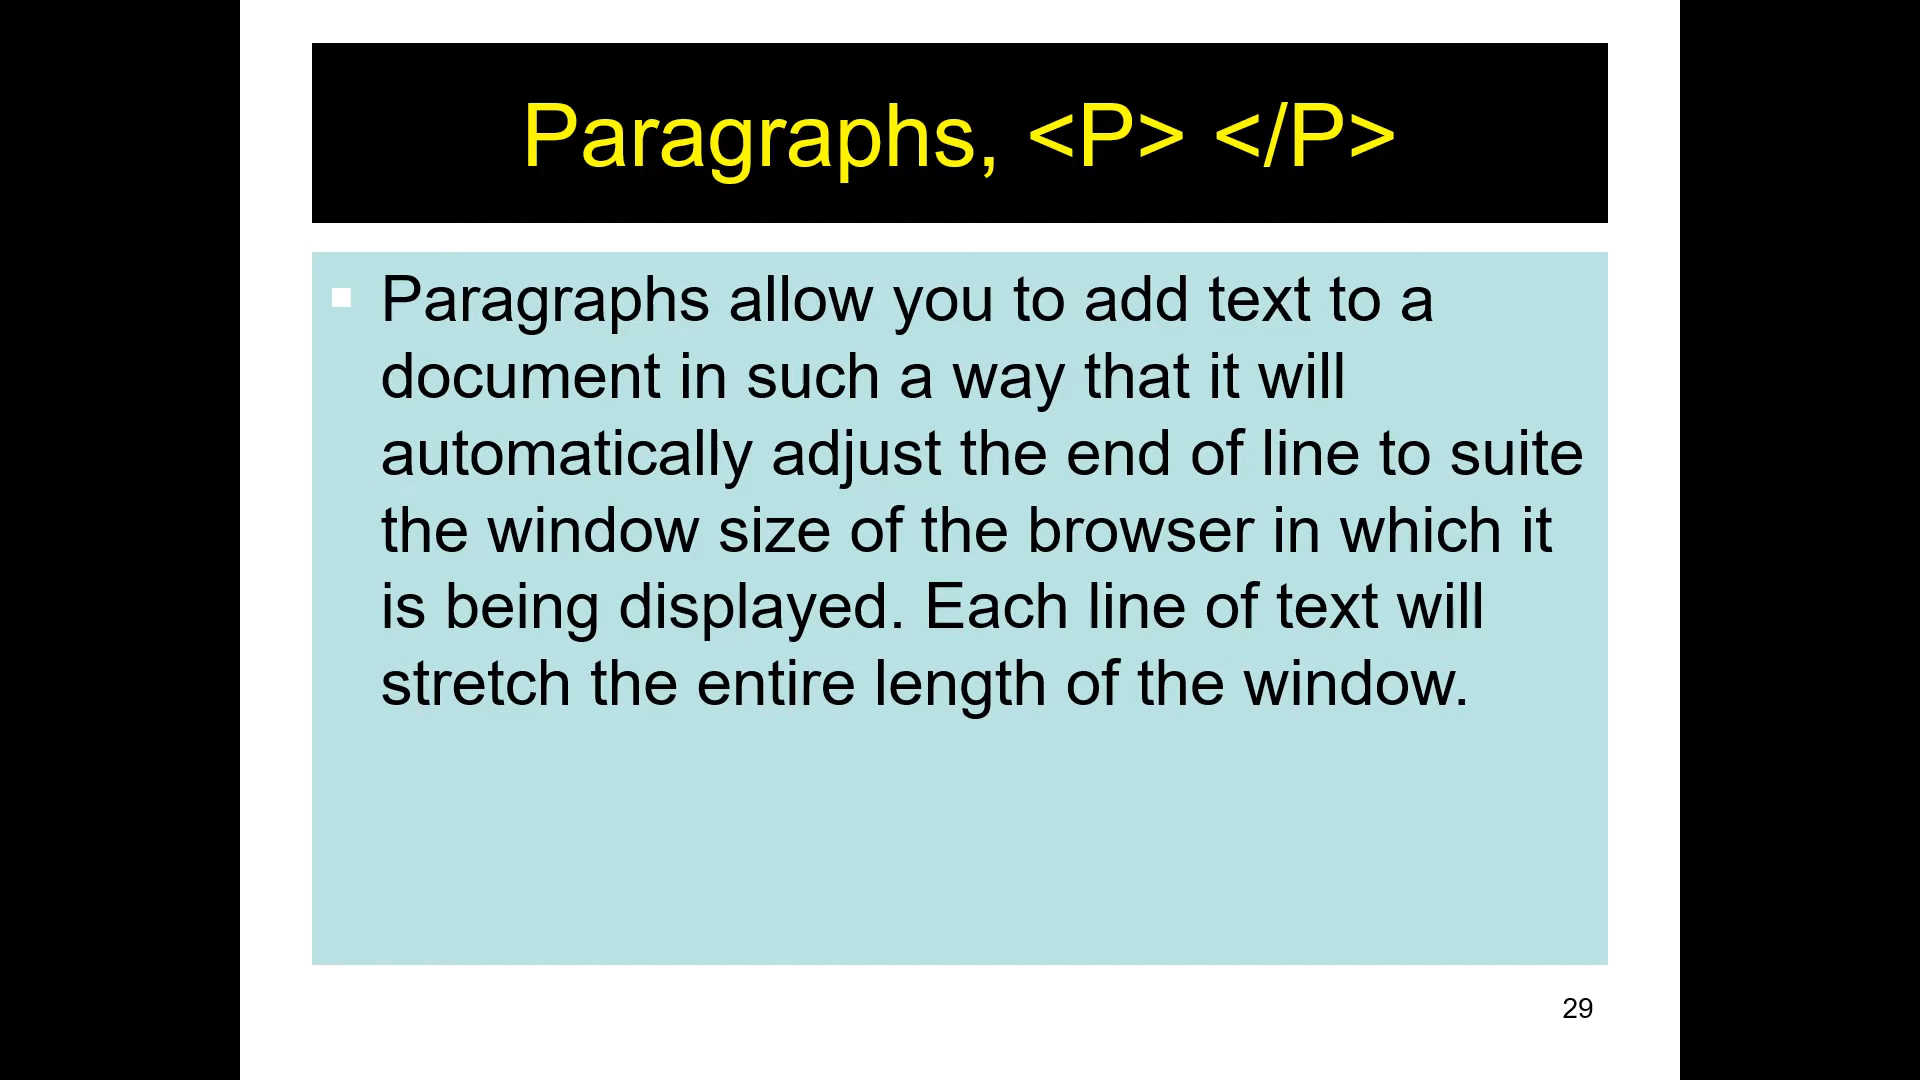 Paragraphs, <P> </P>
Paragraphs allow you to add text to a
document in such a way that it will
automatically adjust the end of line to suite
the window size of the browser in which it
is being displayed. Each line of text will
stretch the entire length of the window.
29